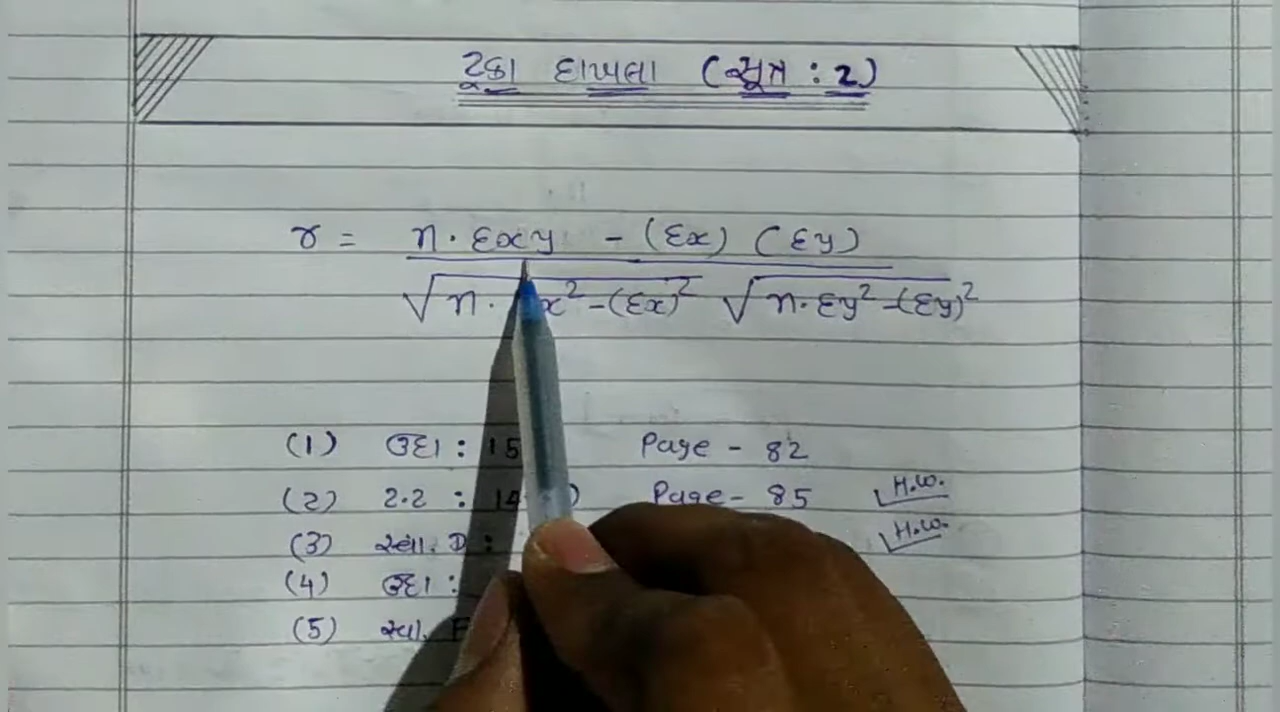 ટૂંકા દાખલા (સૂત્ર : 2)
r = n · Σxy - (Σx) (Σy)
√n · x² - (Σx)² √n · Σy² - (Σy)²
(1) ઉદા : 15 Page - 82
(2) 2.2 : 14 Page - 85 H.W.
(3) સ્વા. D : H.W.
(4) ઉદા :
(5) સ્વા. E